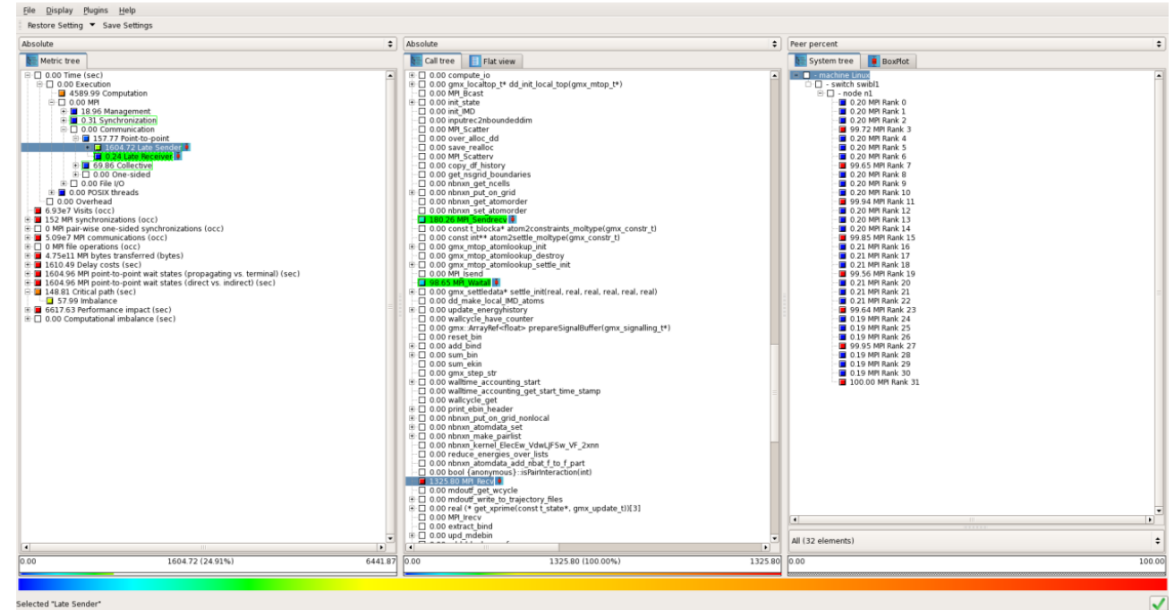 File Display Plugins Help
Restore Setting Save Settings
Absolute
Metric tree
0.00 Time (sec)
0.00 Execution
4589.99 Computation
0.00 MPI
18.96 Management
0.31 Synchronization
0.00 Communication
157.77 Point-to-point
1604.72 Late Sender
0.24 Late Receiver
69.86 Collective
0.00 One-sided
0.00 File I/O
0.00 POSIX threads
0.00 Overhead
6.93e7 Visits (occ)
152 MPI synchronizations (occ)
0 MPI pair-wise one-sided synchronizations (occ)
5.09e7 MPI communications (occ)
0 MPI file operations (occ)
4.75e11 MPI bytes transferred (bytes)
1610.49 Delay costs (sec)
1604.96 MPI point-to-point wait states (propagating vs. terminal) (sec)
1604.96 MPI point-to-point wait states (direct vs. indirect) (sec)
148.81 Critical path (sec)
57.99 Imbalance
6617.63 Performance impact (sec)
0.00 Computational imbalance (sec)
0.00 1604.72 (24.91%) 6441.87
Absolute
Call tree Flat view
0.00 compute_io
0.00 gmx_localtop_t* dd_init_local_top(gmx_mtop_t*)
0.00 MPI_Bcast
0.00 init_state
0.00 init_IMD
0.00 inputrec2nboundeddim
0.00 MPI_Scatter
0.00 over_alloc_dd
0.00 save_realloc
0.00 MPI_Scatterv
0.00 copy_df_history
0.00 get_nsgrid_boundaries
0.00 nbnxn_get_ncells
0.00 nbnxn_put_on_grid
0.00 nbnxn_get_atomorder
0.00 nbnxn_set_atomorder
180.26 MPI_Sendrecv
0.00 const t_blocka* atom2constraints_moltype(gmx_constr_t)
0.00 const int** atom2settle_moltype(gmx_constr_t)
0.00 gmx_mtop_atomlookup_init
0.00 gmx_mtop_atomlookup_destroy
0.00 gmx_mtop_atomlookup_settle_init
0.00 MPI_Isend
98.65 MPI_Waitall
0.00 gmx_settledata* settle_init(real, real, real, real, real, real)
0.00 dd_make_local_IMD_atoms
0.00 update_energyhistory
0.00 wallcycle_have_counter
0.00 gmx::ArrayRef<float> prepareSignalBuffer(gmx_signalling_t*)
0.00 reset_bin
0.00 add_bind
0.00 sum_bin
0.00 sum_ekin
0.00 gmx_step_str
0.00 walltime_accounting_start
0.00 walltime_accounting_get_start_time_stamp
0.00 wallcycle_get
0.00 print_ebin_header
0.00 nbnxn_put_on_grid_nonlocal
0.00 nbnxn_atomdata_set
0.00 nbnxn_make_pairlist
0.00 nbnxn_kernel_ElecEw_VdwLJFSw_VF_2xnn
0.00 reduce_energies_over_lists
0.00 nbnxn_atomdata_add_nbat_f_to_f_part
0.00 bool {anonymous}::isPairInteraction(int)
1325.80 MPI_Recv
0.00 mdoutf_get_wcycle
0.00 mdoutf_write_to_trajectory_files
0.00 real (* get_xprime(const t_state*, gmx_update_t))[3]
0.00 MPI_Irecv
0.00 extract_bind
0.00 upd_mdebin
0.00 1325.80 (100.00%) 1325.80
Peer percent
System tree BoxPlot
- machine Linux
- switch swibl1
- node n1
0.20 MPI Rank 0
0.20 MPI Rank 1
0.20 MPI Rank 2
99.72 MPI Rank 3
0.20 MPI Rank 4
0.20 MPI Rank 5
0.20 MPI Rank 6
99.65 MPI Rank 7
0.20 MPI Rank 8
0.20 MPI Rank 9
0.20 MPI Rank 10
99.94 MPI Rank 11
0.20 MPI Rank 12
0.20 MPI Rank 13
0.20 MPI Rank 14
99.85 MPI Rank 15
0.21 MPI Rank 16
0.21 MPI Rank 17
0.21 MPI Rank 18
99.56 MPI Rank 19
0.21 MPI Rank 20
0.21 MPI Rank 21
0.21 MPI Rank 22
99.64 MPI Rank 23
0.19 MPI Rank 24
0.19 MPI Rank 25
0.19 MPI Rank 26
99.95 MPI Rank 27
0.19 MPI Rank 28
0.19 MPI Rank 29
0.19 MPI Rank 30
100.00 MPI Rank 31
All (32 elements)
0.00 100.00
Selected "Late Sender"